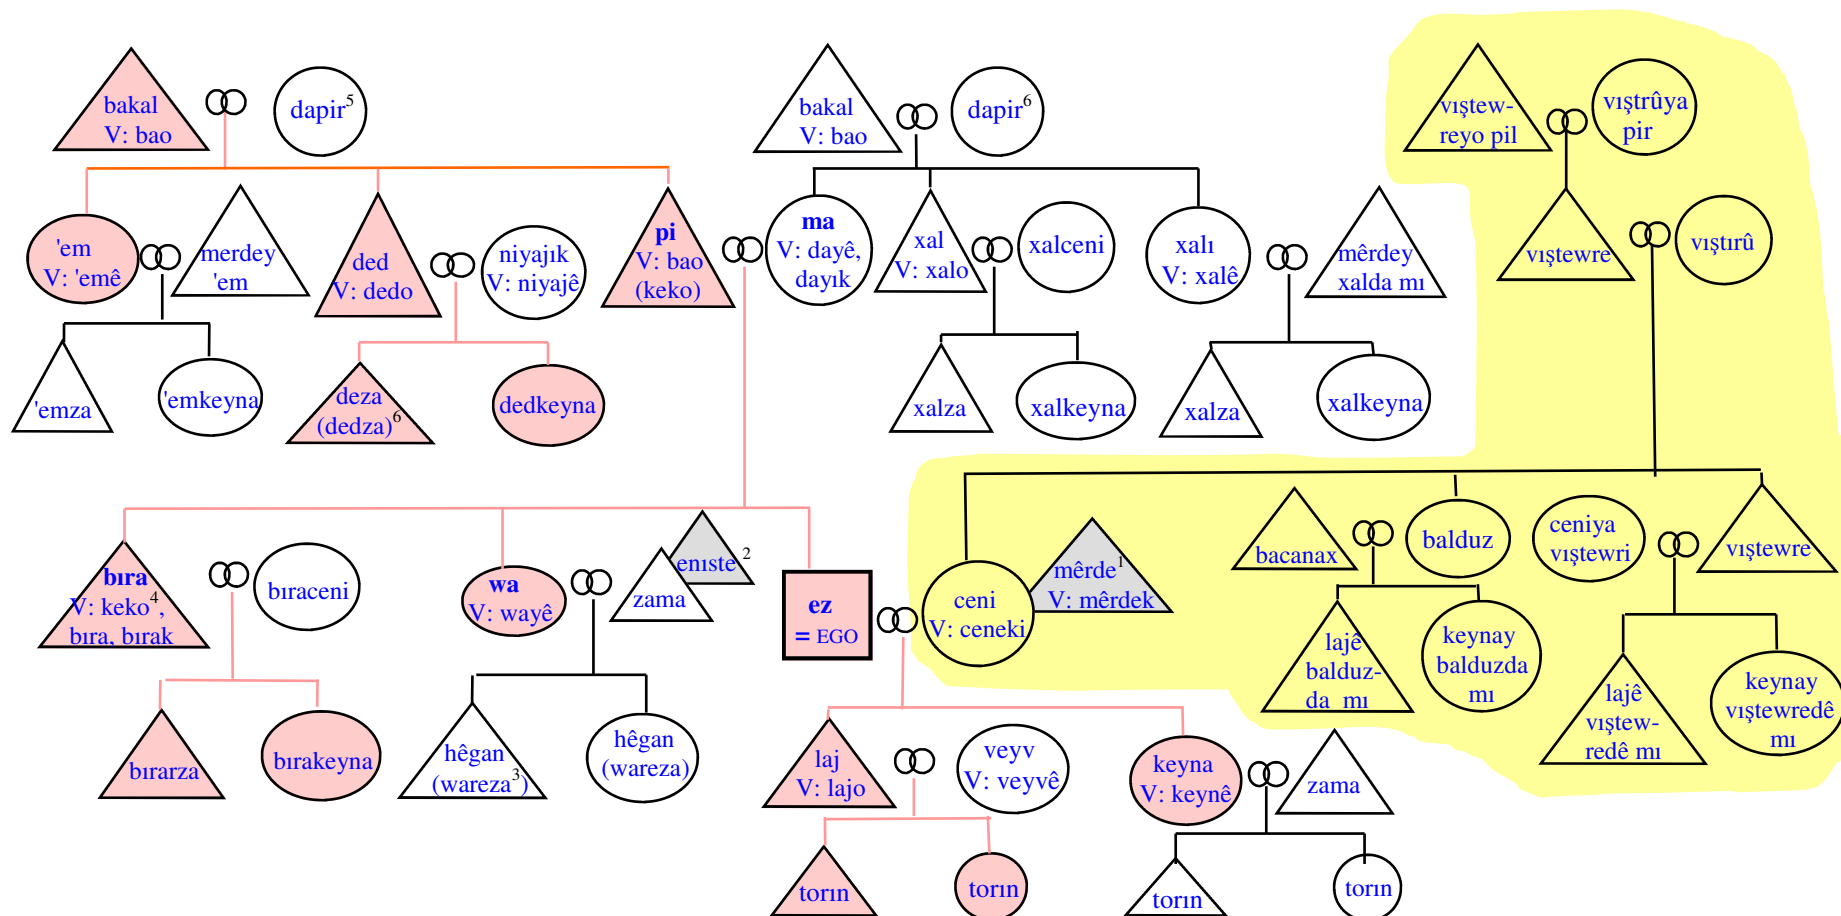 bakal
V: bao
dapir⁵
bakal
V: bao
dapir⁶
vıştew-
reyo pil
vıştrûya
pir
'em
V: 'emê
merdey
'em
ded
V: dedo
niyajık
V: niyajê
pi
V: bao
(keko)
ma
V: dayê,
dayık
xal
V: xalo
xalceni
xalı
V: xalê
mêrdey
xalda mı
vıştewre
vıştırû
'emza
'emkeyna
deza
(dedza)⁶
dedkeyna
xalza
xalkeyna
xalza
xalkeyna
bıra
V: keko⁴,
bıra, bırak
bıraceni
wa
V: wayê
enıste²
zama
ez
= EGO
ceni
V: ceneki
mêrde¹
V: mêrdek
bacanax
balduz
ceniya
vıştewri
vıştewre
lajê
balduz-
da mı
keynay
balduzda
mı
lajê
vıştew-
redê mı
keynay
vıştewredê
mı
bırarza
bırakeyna
hêgan
(wareza³)
hêgan
(wareza)
laj
V: lajo
veyv
V: veyvê
keyna
V: keynê
zama
torın
torın
torın
torın